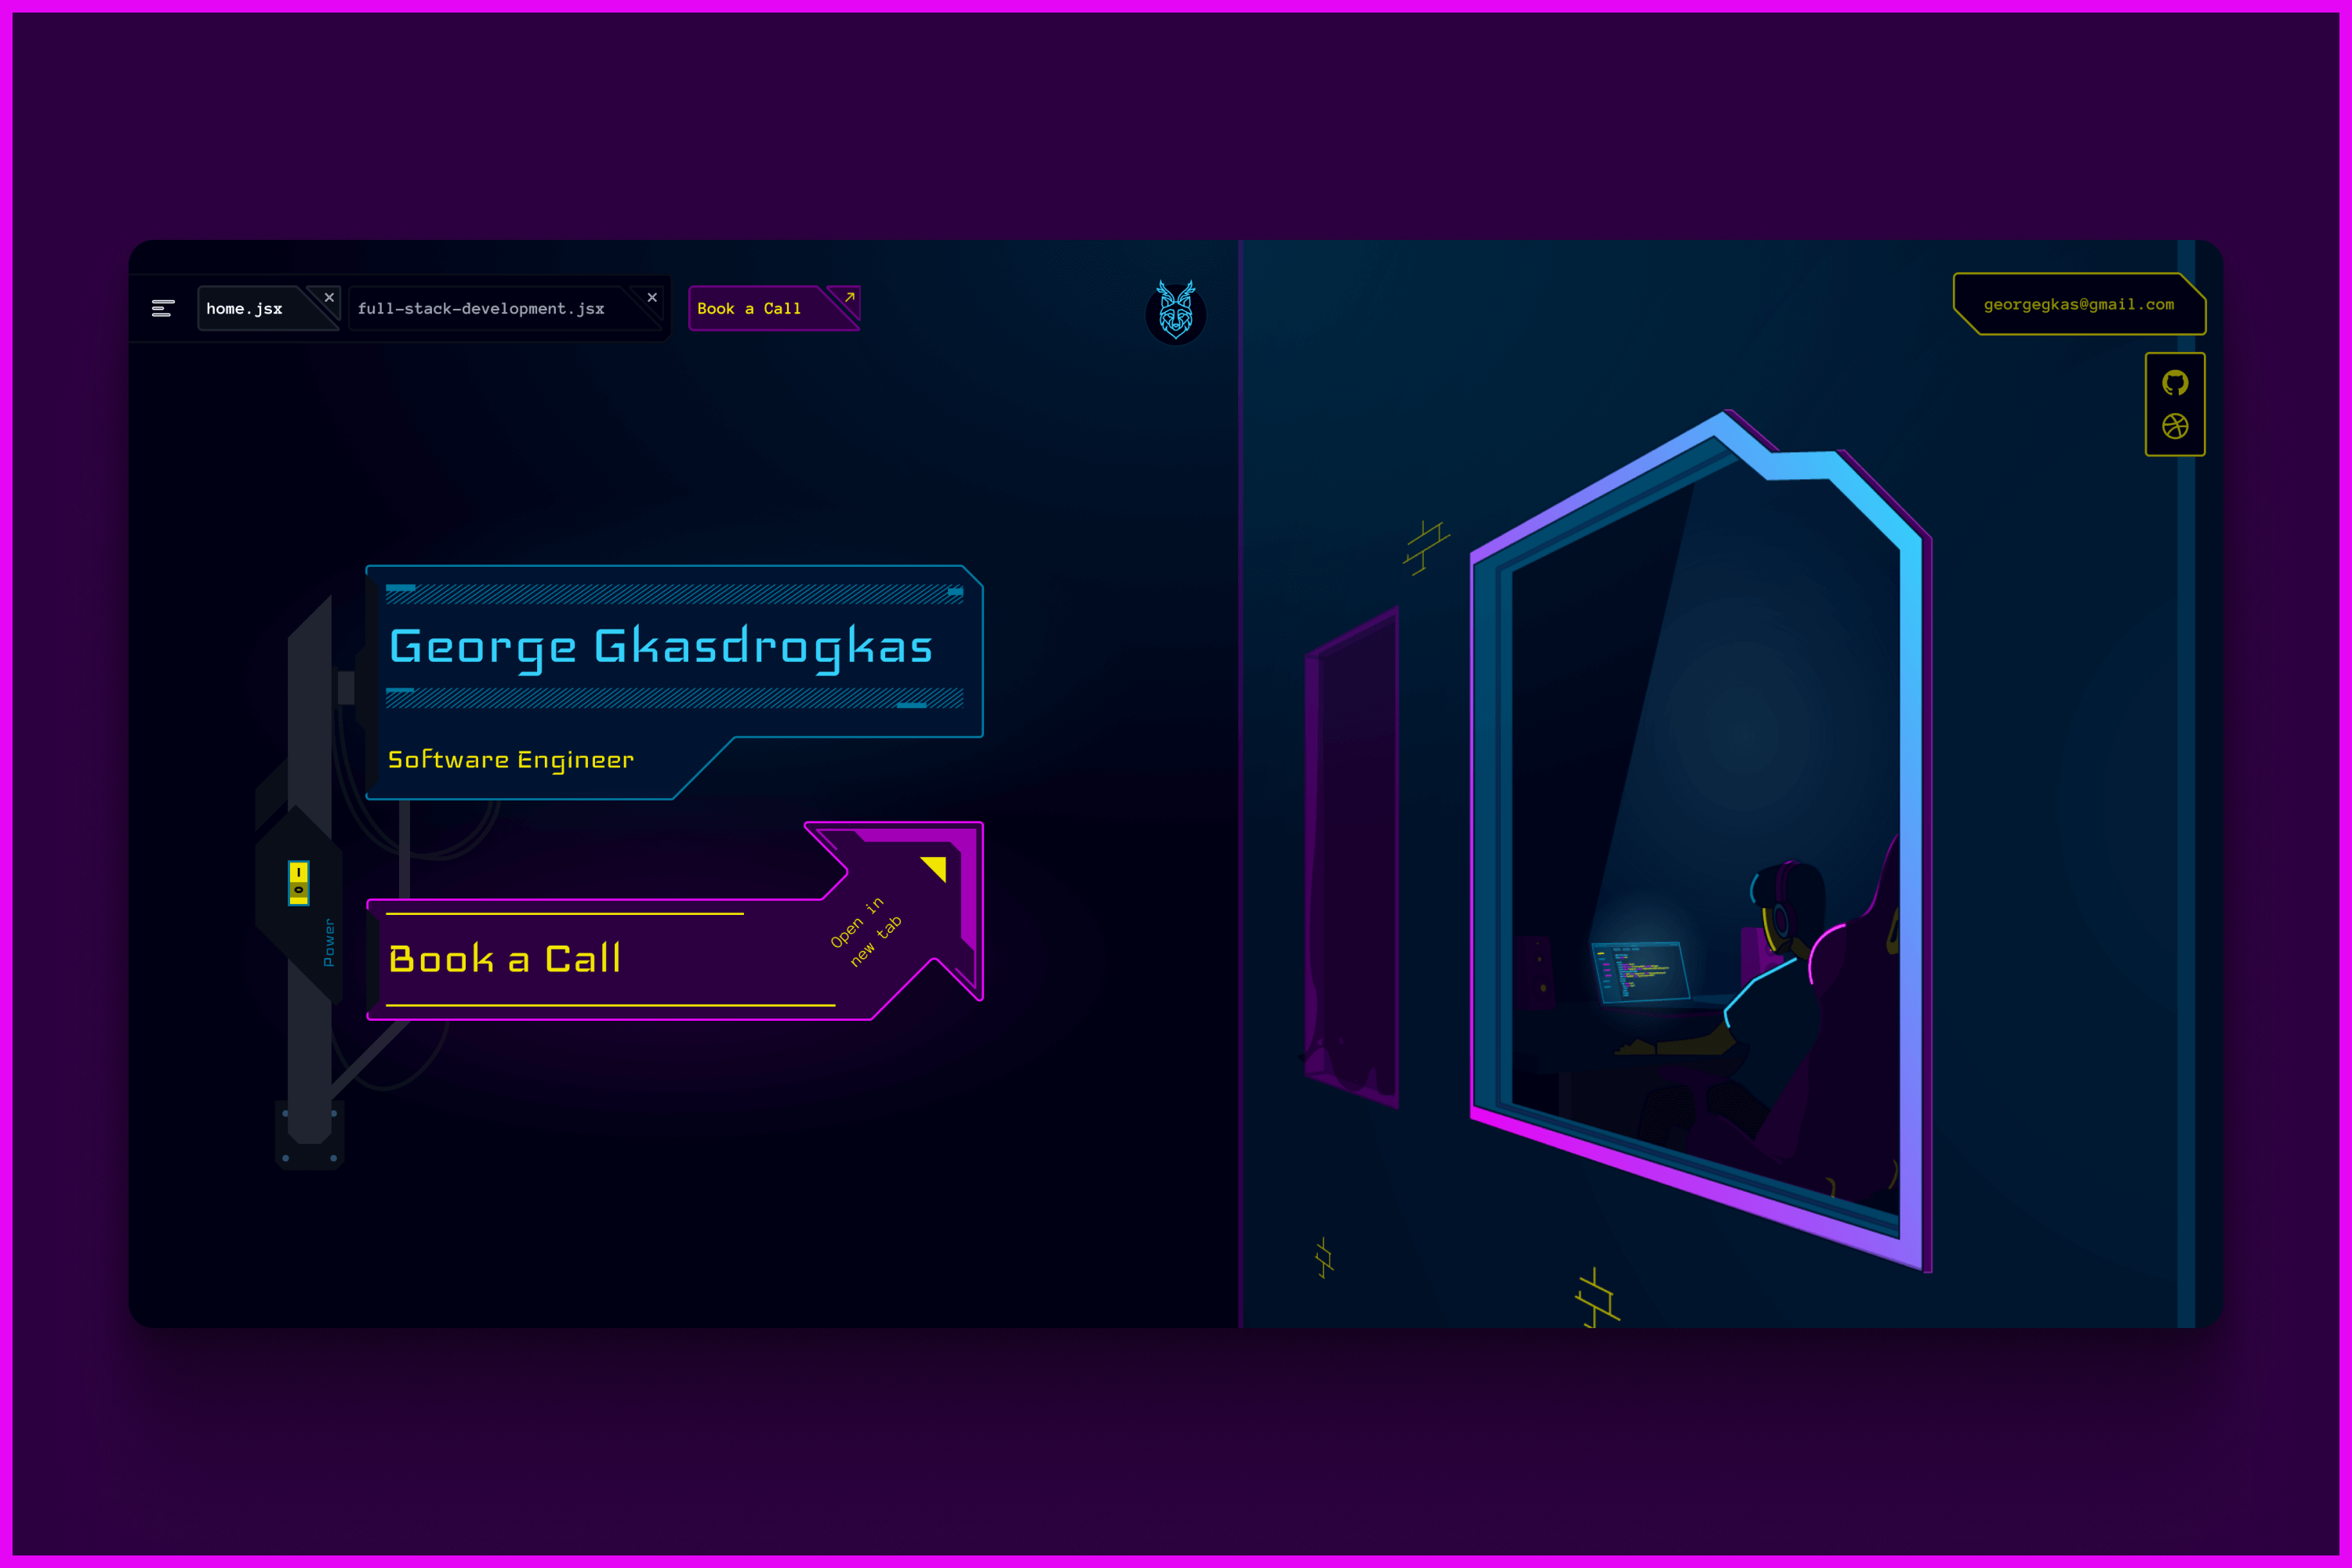 home.jsx
full-stack-development.jsx
Book a Call
georgegkas@gmail.com
George Gkasdrogkas
Software Engineer
I
O
Power
Open in
new tab
Book a Call